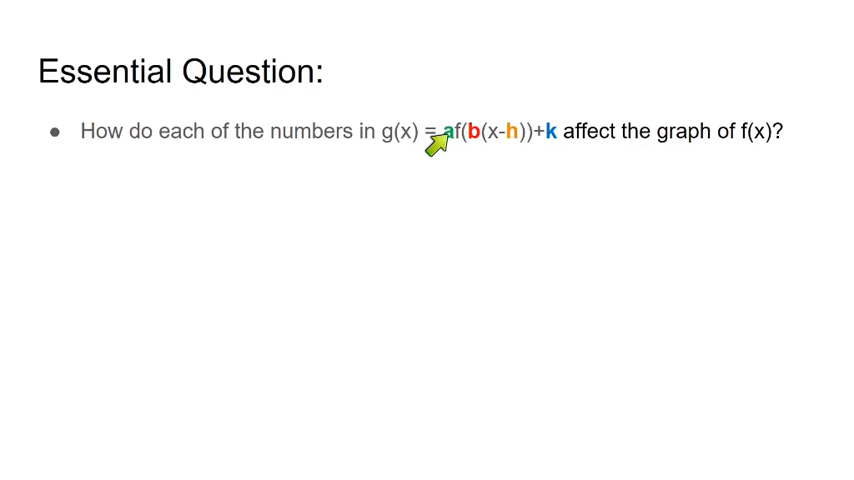 Essential Question:
● How do each of the numbers in g(x) = af(b(x-h))+k affect the graph of f(x)?